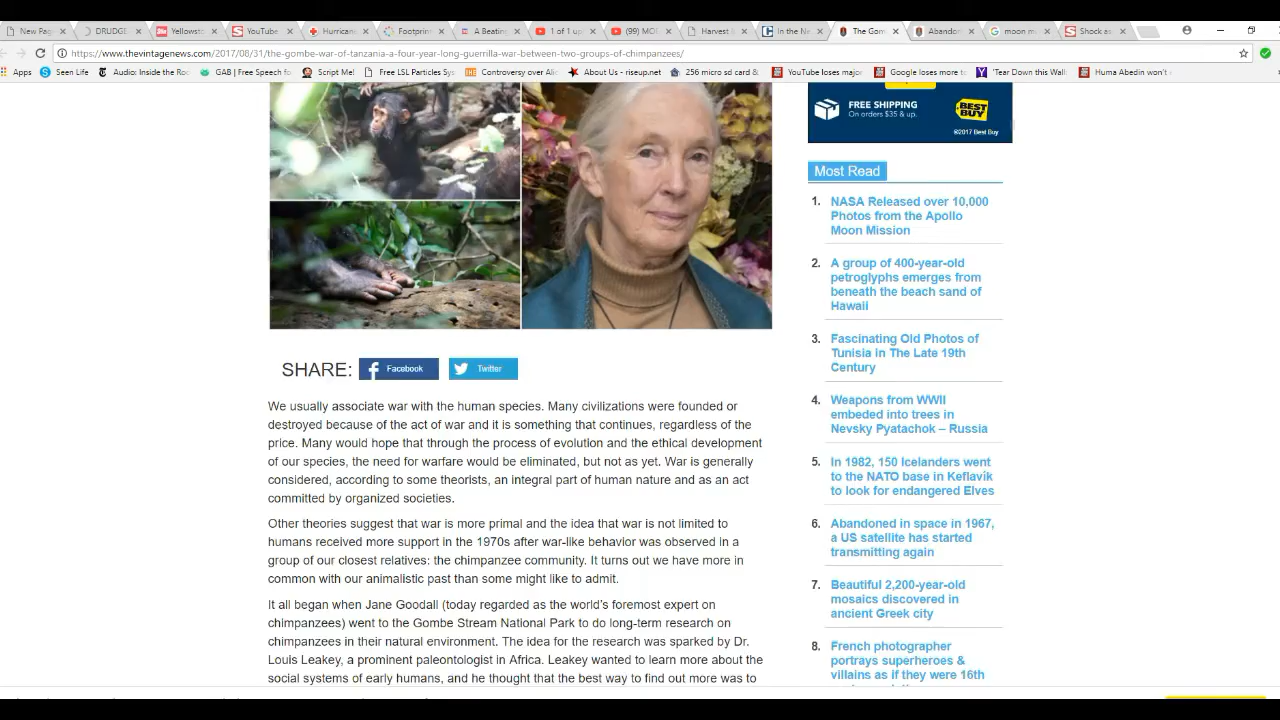 New Pag
DRUDGE
Yellowst
YouTube
Hurrican
Footprin
A Beatin
1 of 1 up
(99) MO
Harvest
In the Ne
The Gom
Abandon
moon m
Shock as
https://www.thevintagenews.com/2017/08/31/the-gombe-war-of-tanzania-a-four-year-long-guerrilla-war-between-two-groups-of-chimpanzees/
Apps
Seen Life
Audio: Inside the Ro
GAB | Free Speech fo
Script Me!
Free LSL Particles Sys
Controversy over Alie
About Us - riseup.net
256 micro sd card &
YouTube loses major
Google loses more to
'Tear Down this Wall
Huma Abedin won't
FREE SHIPPING
On orders $35 & up.
BEST BUY
©2017 Best Buy
Most Read
1. NASA Released over 10,000
Photos from the Apollo
Moon Mission
2. A group of 400-year-old
petroglyphs emerges from
beneath the beach sand of
Hawaii
3. Fascinating Old Photos of
Tunisia in The Late 19th
Century
4. Weapons from WWII
embeded into trees in
Nevsky Pyatachok – Russia
5. In 1982, 150 Icelanders went
to the NATO base in Keflavík
to look for endangered Elves
6. Abandoned in space in 1967,
a US satellite has started
transmitting again
7. Beautiful 2,200-year-old
mosaics discovered in
ancient Greek city
8. French photographer
portrays superheroes &
villains as if they were 16th
SHARE:
Facebook
Twitter
We usually associate war with the human species. Many civilizations were founded or
destroyed because of the act of war and it is something that continues, regardless of the
price. Many would hope that through the process of evolution and the ethical development
of our species, the need for warfare would be eliminated, but not as yet. War is generally
considered, according to some theorists, an integral part of human nature and as an act
committed by organized societies.
Other theories suggest that war is more primal and the idea that war is not limited to
humans received more support in the 1970s after war-like behavior was observed in a
group of our closest relatives: the chimpanzee community. It turns out we have more in
common with our animalistic past than some might like to admit.
It all began when Jane Goodall (today regarded as the world's foremost expert on
chimpanzees) went to the Gombe Stream National Park to do long-term research on
chimpanzees in their natural environment. The idea for the research was sparked by Dr.
Louis Leakey, a prominent paleontologist in Africa. Leakey wanted to learn more about the
social systems of early humans, and he thought that the best way to find out more was to